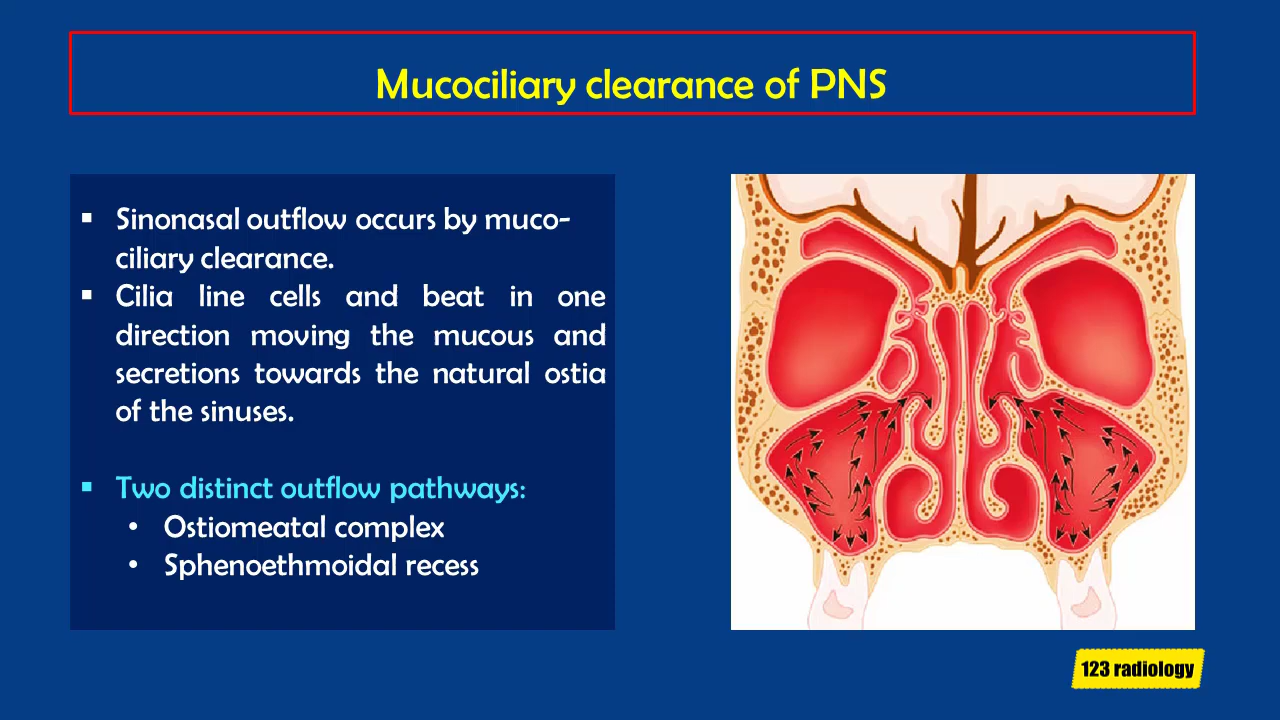 Mucociliary clearance of PNS
▪ Sinonasal outflow occurs by muco-
ciliary clearance.
▪ Cilia line cells and beat in one
direction moving the mucous and
secretions towards the natural ostia
of the sinuses.
▪ Two distinct outflow pathways:
• Ostiomeatal complex
• Sphenoethmoidal recess
123 radiology